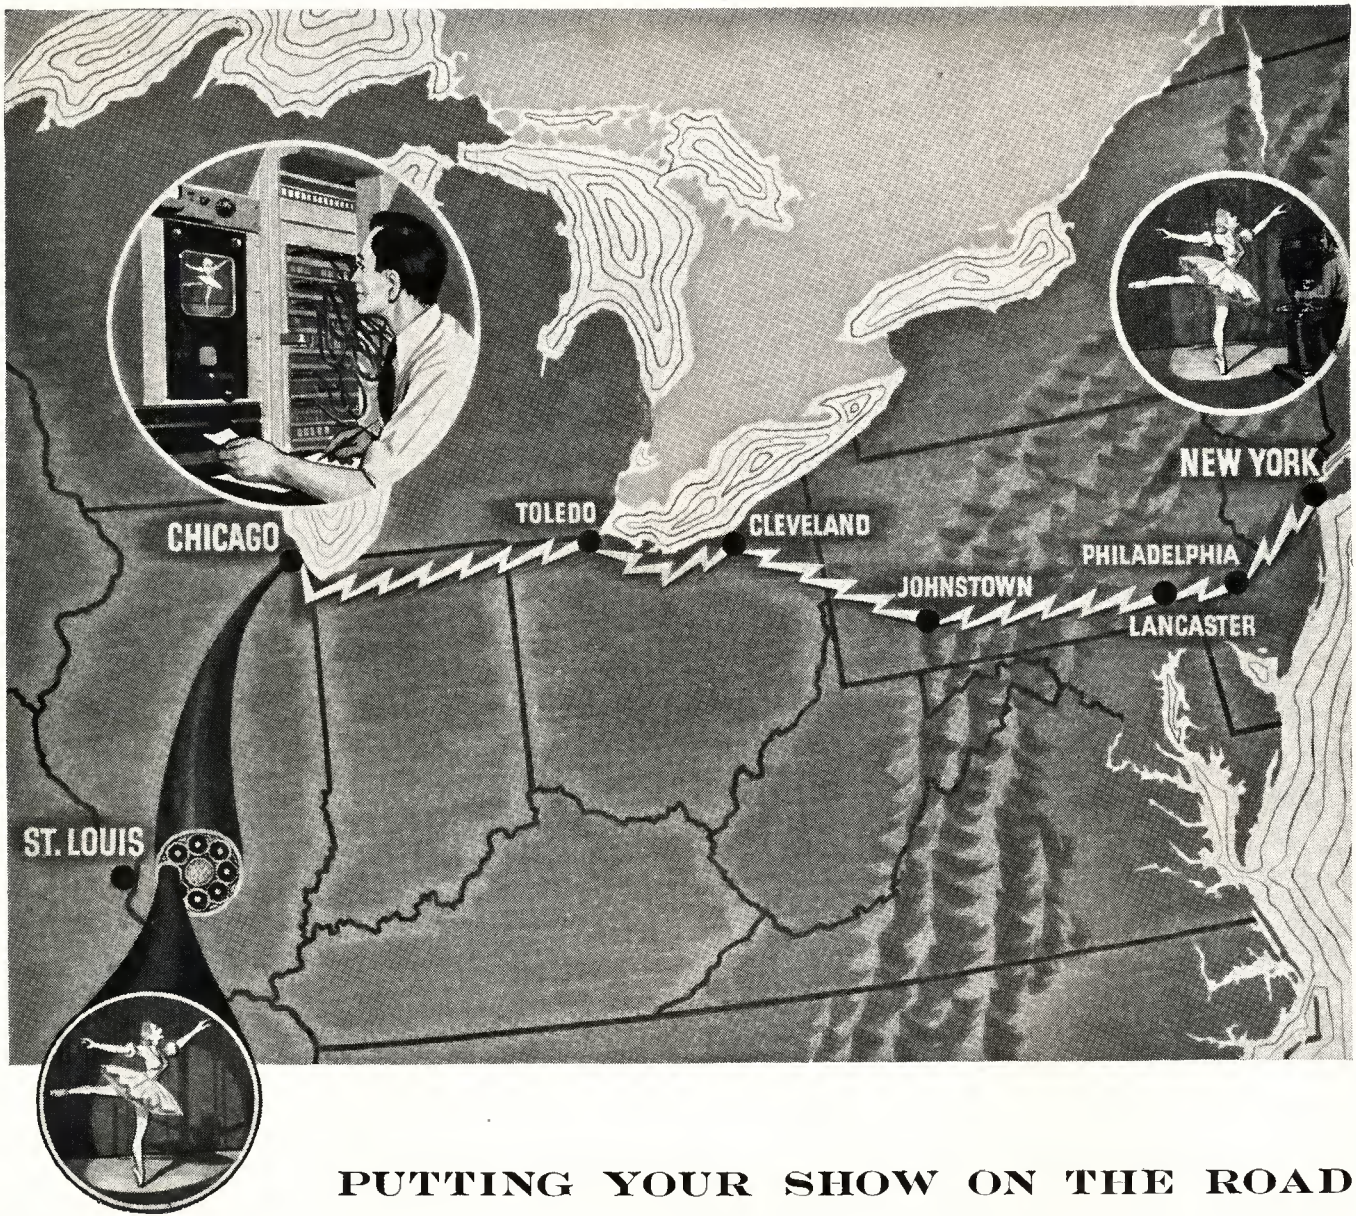 NEW YORK
TOLEDO
CHICAGO
CLEVELAND
PHILADELPHIA
JOHNSTOWN
LANCASTER
ST. LOUIS
PUTTING YOUR SHOW ON THE ROAD